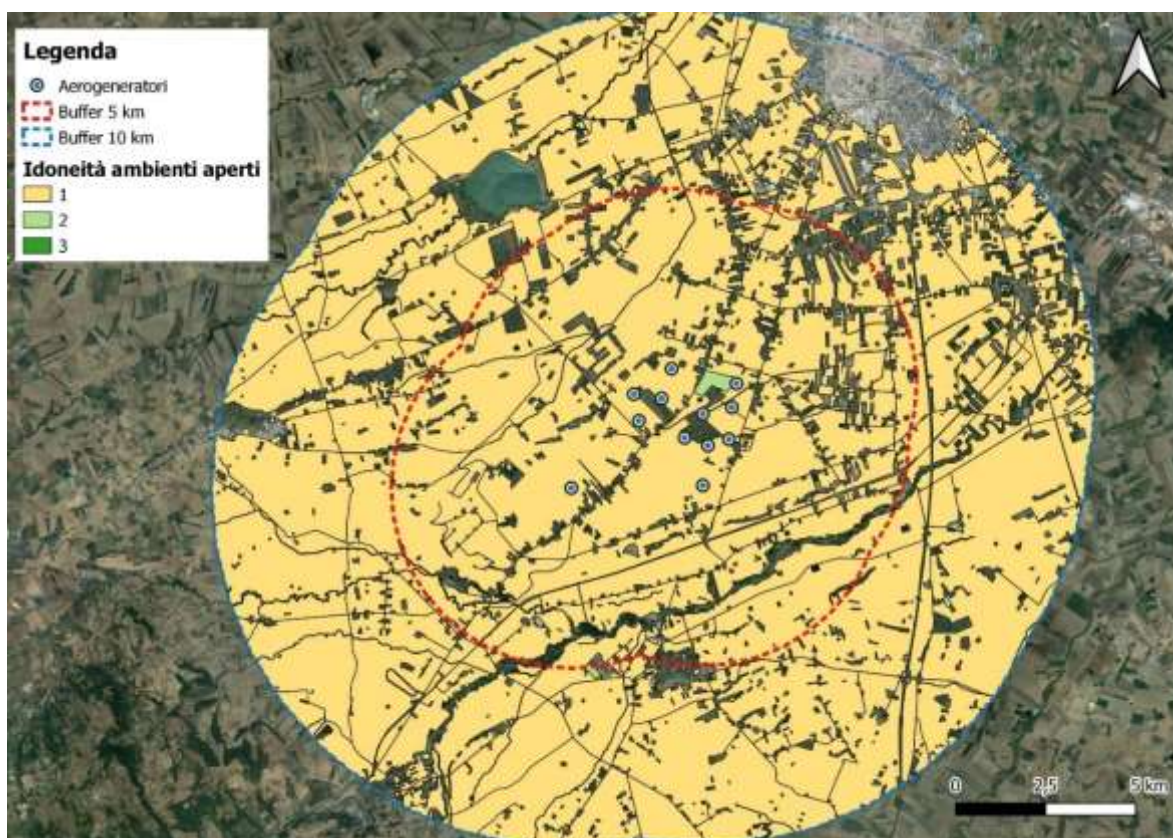 Legenda
Aerogeneratori
Buffer 5 km
Buffer 10 km
Idoneità ambienti aperti
1
2
3
0 2,5 5 km